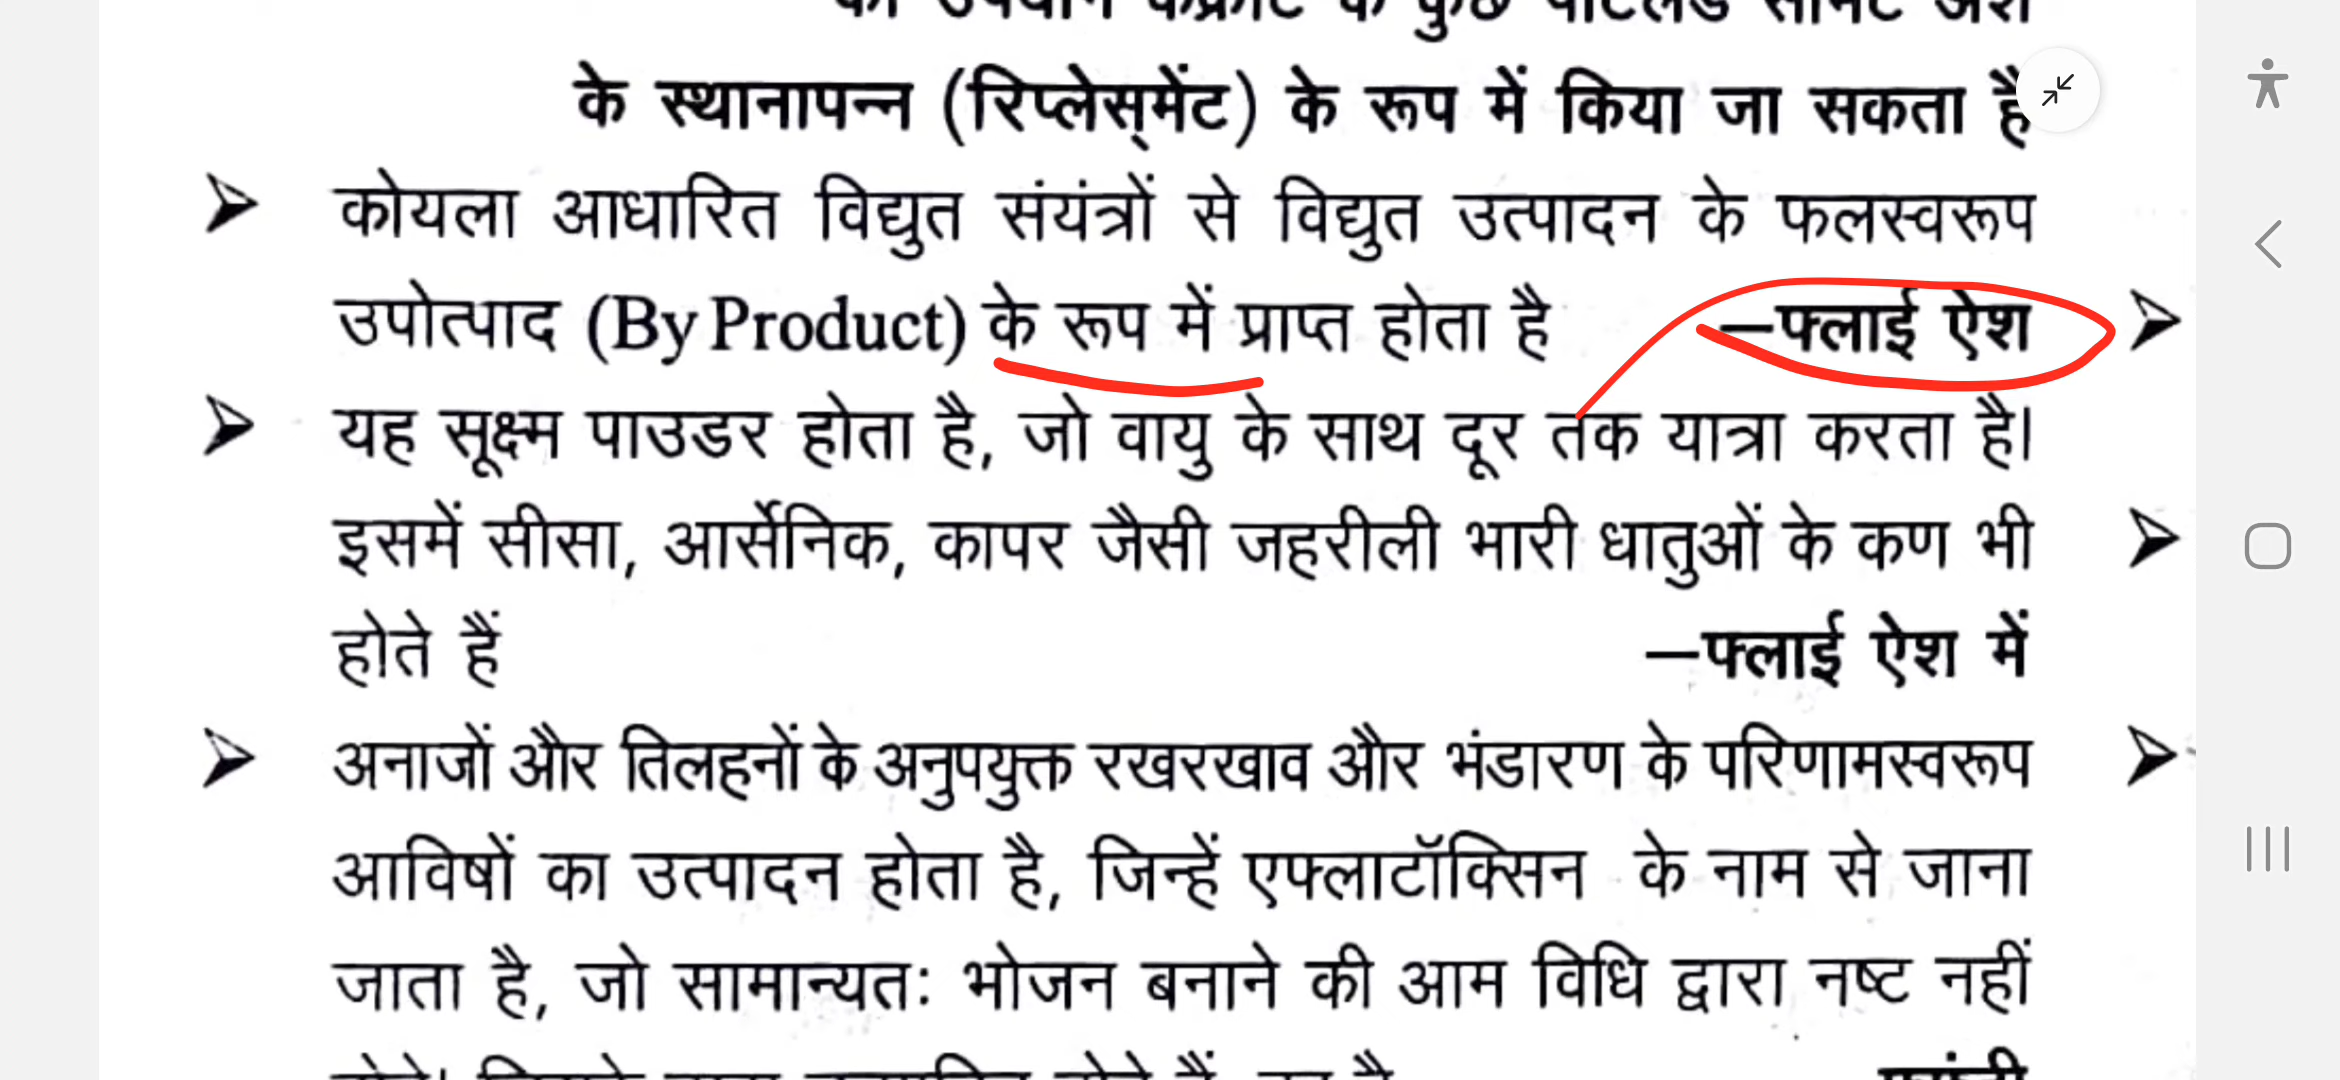 के स्थानापन्न (रिप्लेस्‌मेंट) के रूप में किया जा सकता है
कोयला आधारित विद्युत संयंत्रों से विद्युत उत्पादन के फलस्वरूप
उपोत्पाद (By Product) के रूप में प्राप्त होता है —फ्लाई ऐश
यह सूक्ष्म पाउडर होता है, जो वायु के साथ दूर तक यात्रा करता है।
इसमें सीसा, आर्सेनिक, कापर जैसी जहरीली भारी धातुओं के कण भी
होते हैं —फ्लाई ऐश में
अनाजों और तिलहनों के अनुपयुक्त रखरखाव और भंडारण के परिणामस्वरूप
आविषों का उत्पादन होता है, जिन्हें एफ्लाटॉक्सिन के नाम से जाना
जाता है, जो सामान्यतः भोजन बनाने की आम विधि द्वारा नष्ट नहीं